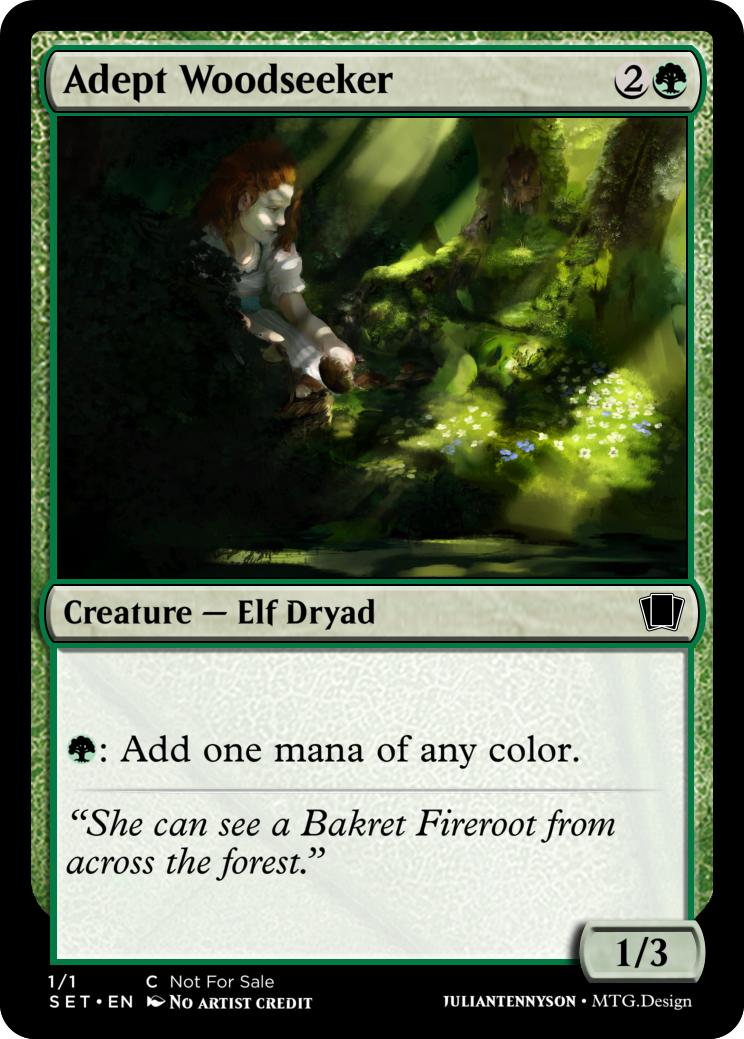 Adept Woodseeker 2
Creature — Elf Dryad
: Add one mana of any color.
“She can see a Bakret Fireroot from
across the forest.”
1/3
1/1 C Not For Sale
SET • EN No artist credit
JULIANTENNYSON • MTG.Design